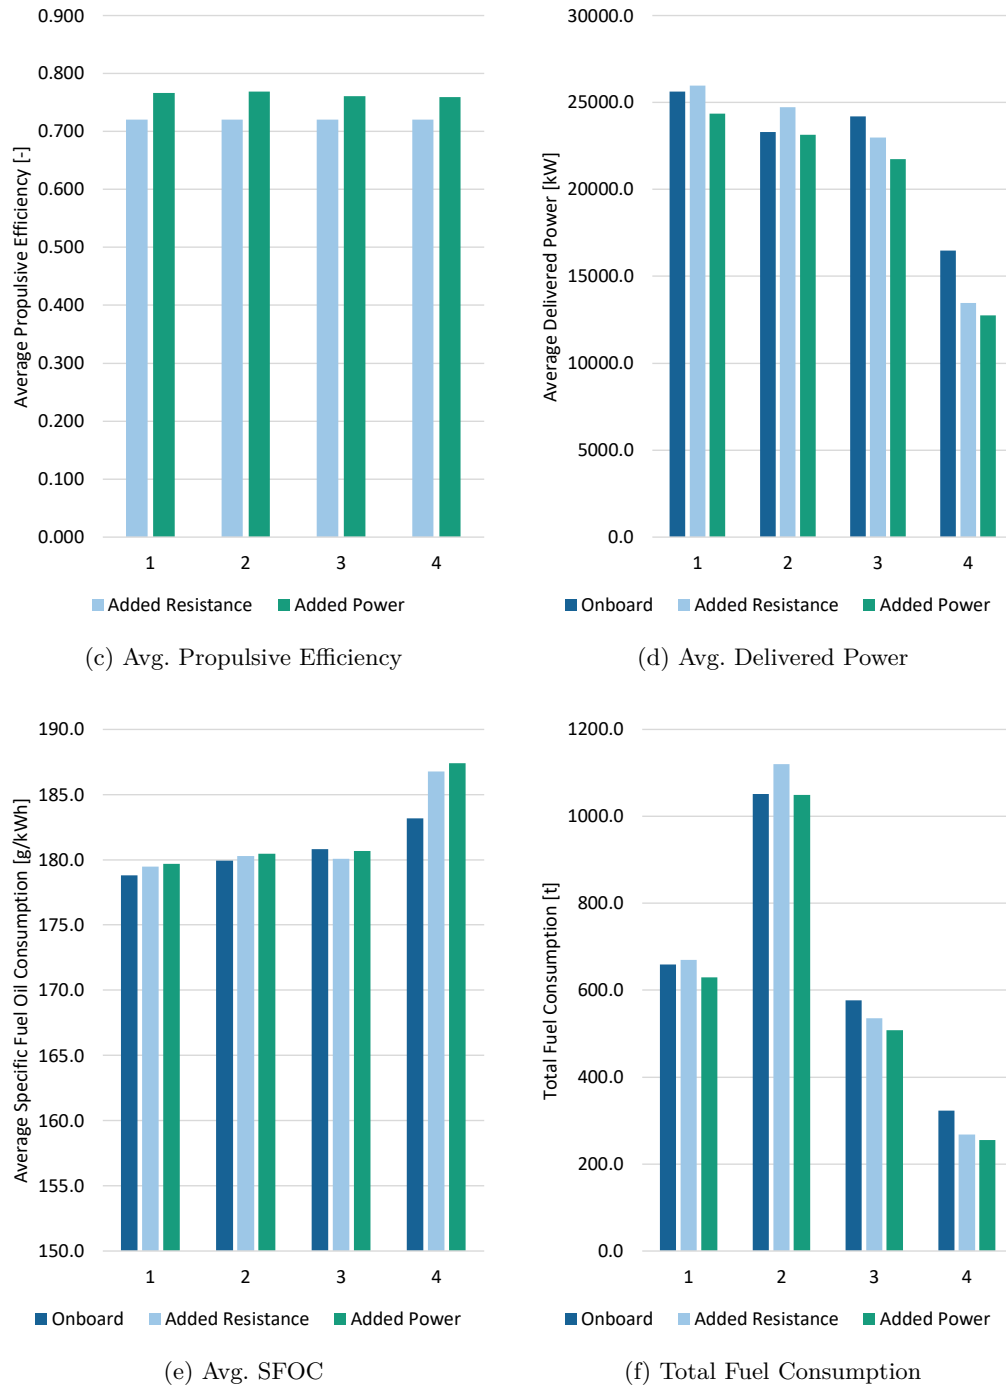 Average Propulsive Efficiency [-]
0.900
0.800
0.700
0.600
0.500
0.400
0.300
0.200
0.100
0.000
1 2 3 4
Added Resistance Added Power
(c) Avg. Propulsive Efficiency
Average Delivered Power [kW]
30000.0
25000.0
20000.0
15000.0
10000.0
5000.0
0.0
1 2 3 4
Onboard Added Resistance Added Power
(d) Avg. Delivered Power
Average Specific Fuel Oil Consumption [g/kWh]
190.0
185.0
180.0
175.0
170.0
165.0
160.0
155.0
150.0
1 2 3 4
Onboard Added Resistance Added Power
(e) Avg. SFOC
Total Fuel Consumption [t]
1200.0
1000.0
800.0
600.0
400.0
200.0
0.0
1 2 3 4
Onboard Added Resistance Added Power
(f) Total Fuel Consumption